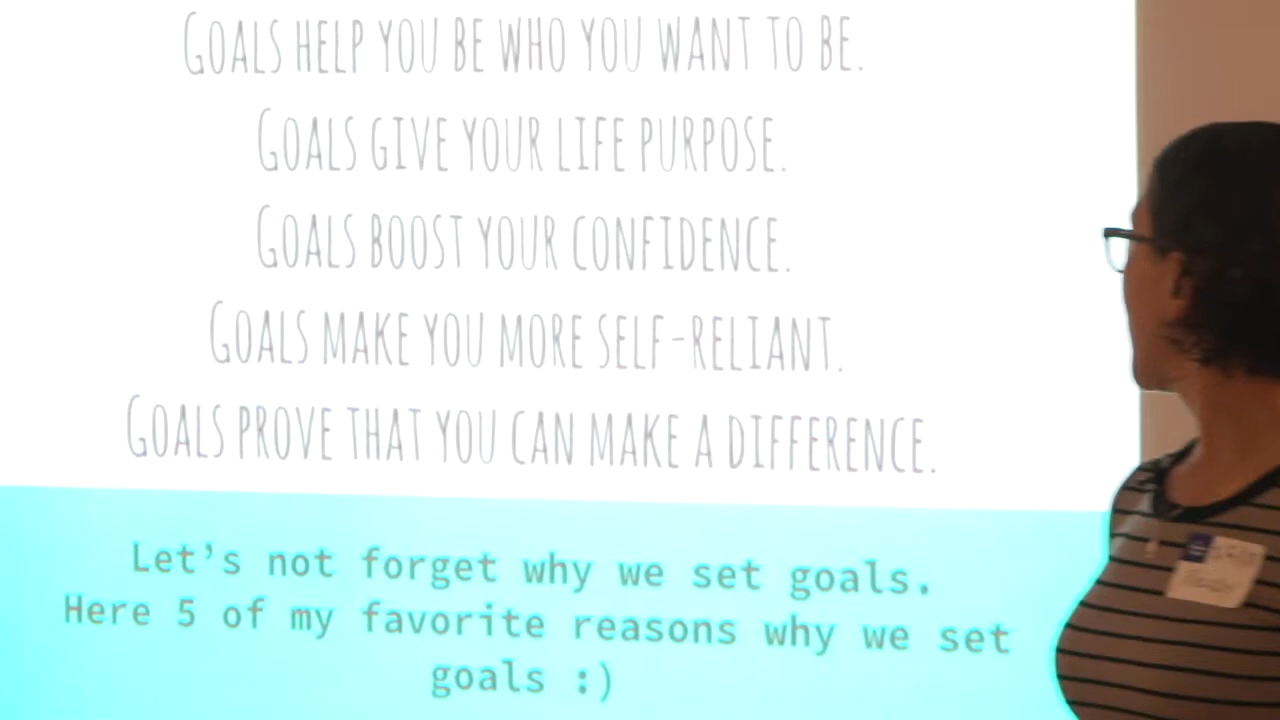 Goals help you be who you want to be.
Goals give your life purpose.
Goals boost your confidence.
Goals make you more self-reliant.
Goals prove that you can make a difference.
Let's not forget why we set goals.
Here 5 of my favorite reasons why we set
goals :)